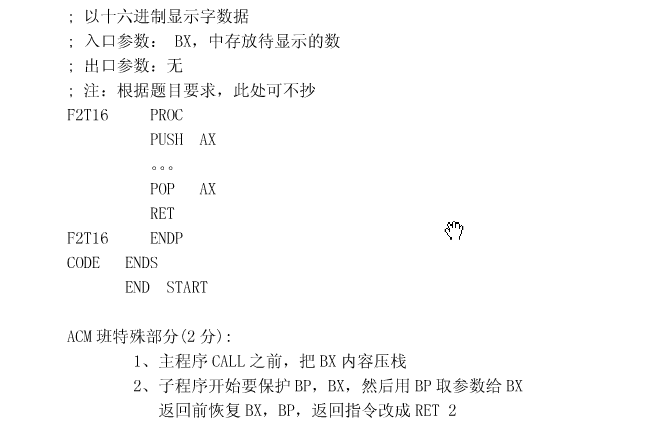 ; 以十六进制显示字数据
; 入口参数: BX, 中存放待显示的数
; 出口参数: 无
; 注: 根据题目要求, 此处可不抄
F2T16 PROC
PUSH AX
。。。
POP AX
RET
F2T16 ENDP
CODE ENDS
END START
ACM 班特殊部分(2 分):
1、主程序 CALL 之前, 把 BX 内容压栈
2、子程序开始要保护 BP, BX, 然后用 BP 取参数给 BX
返回前恢复 BX, BP, 返回指令改成 RET 2